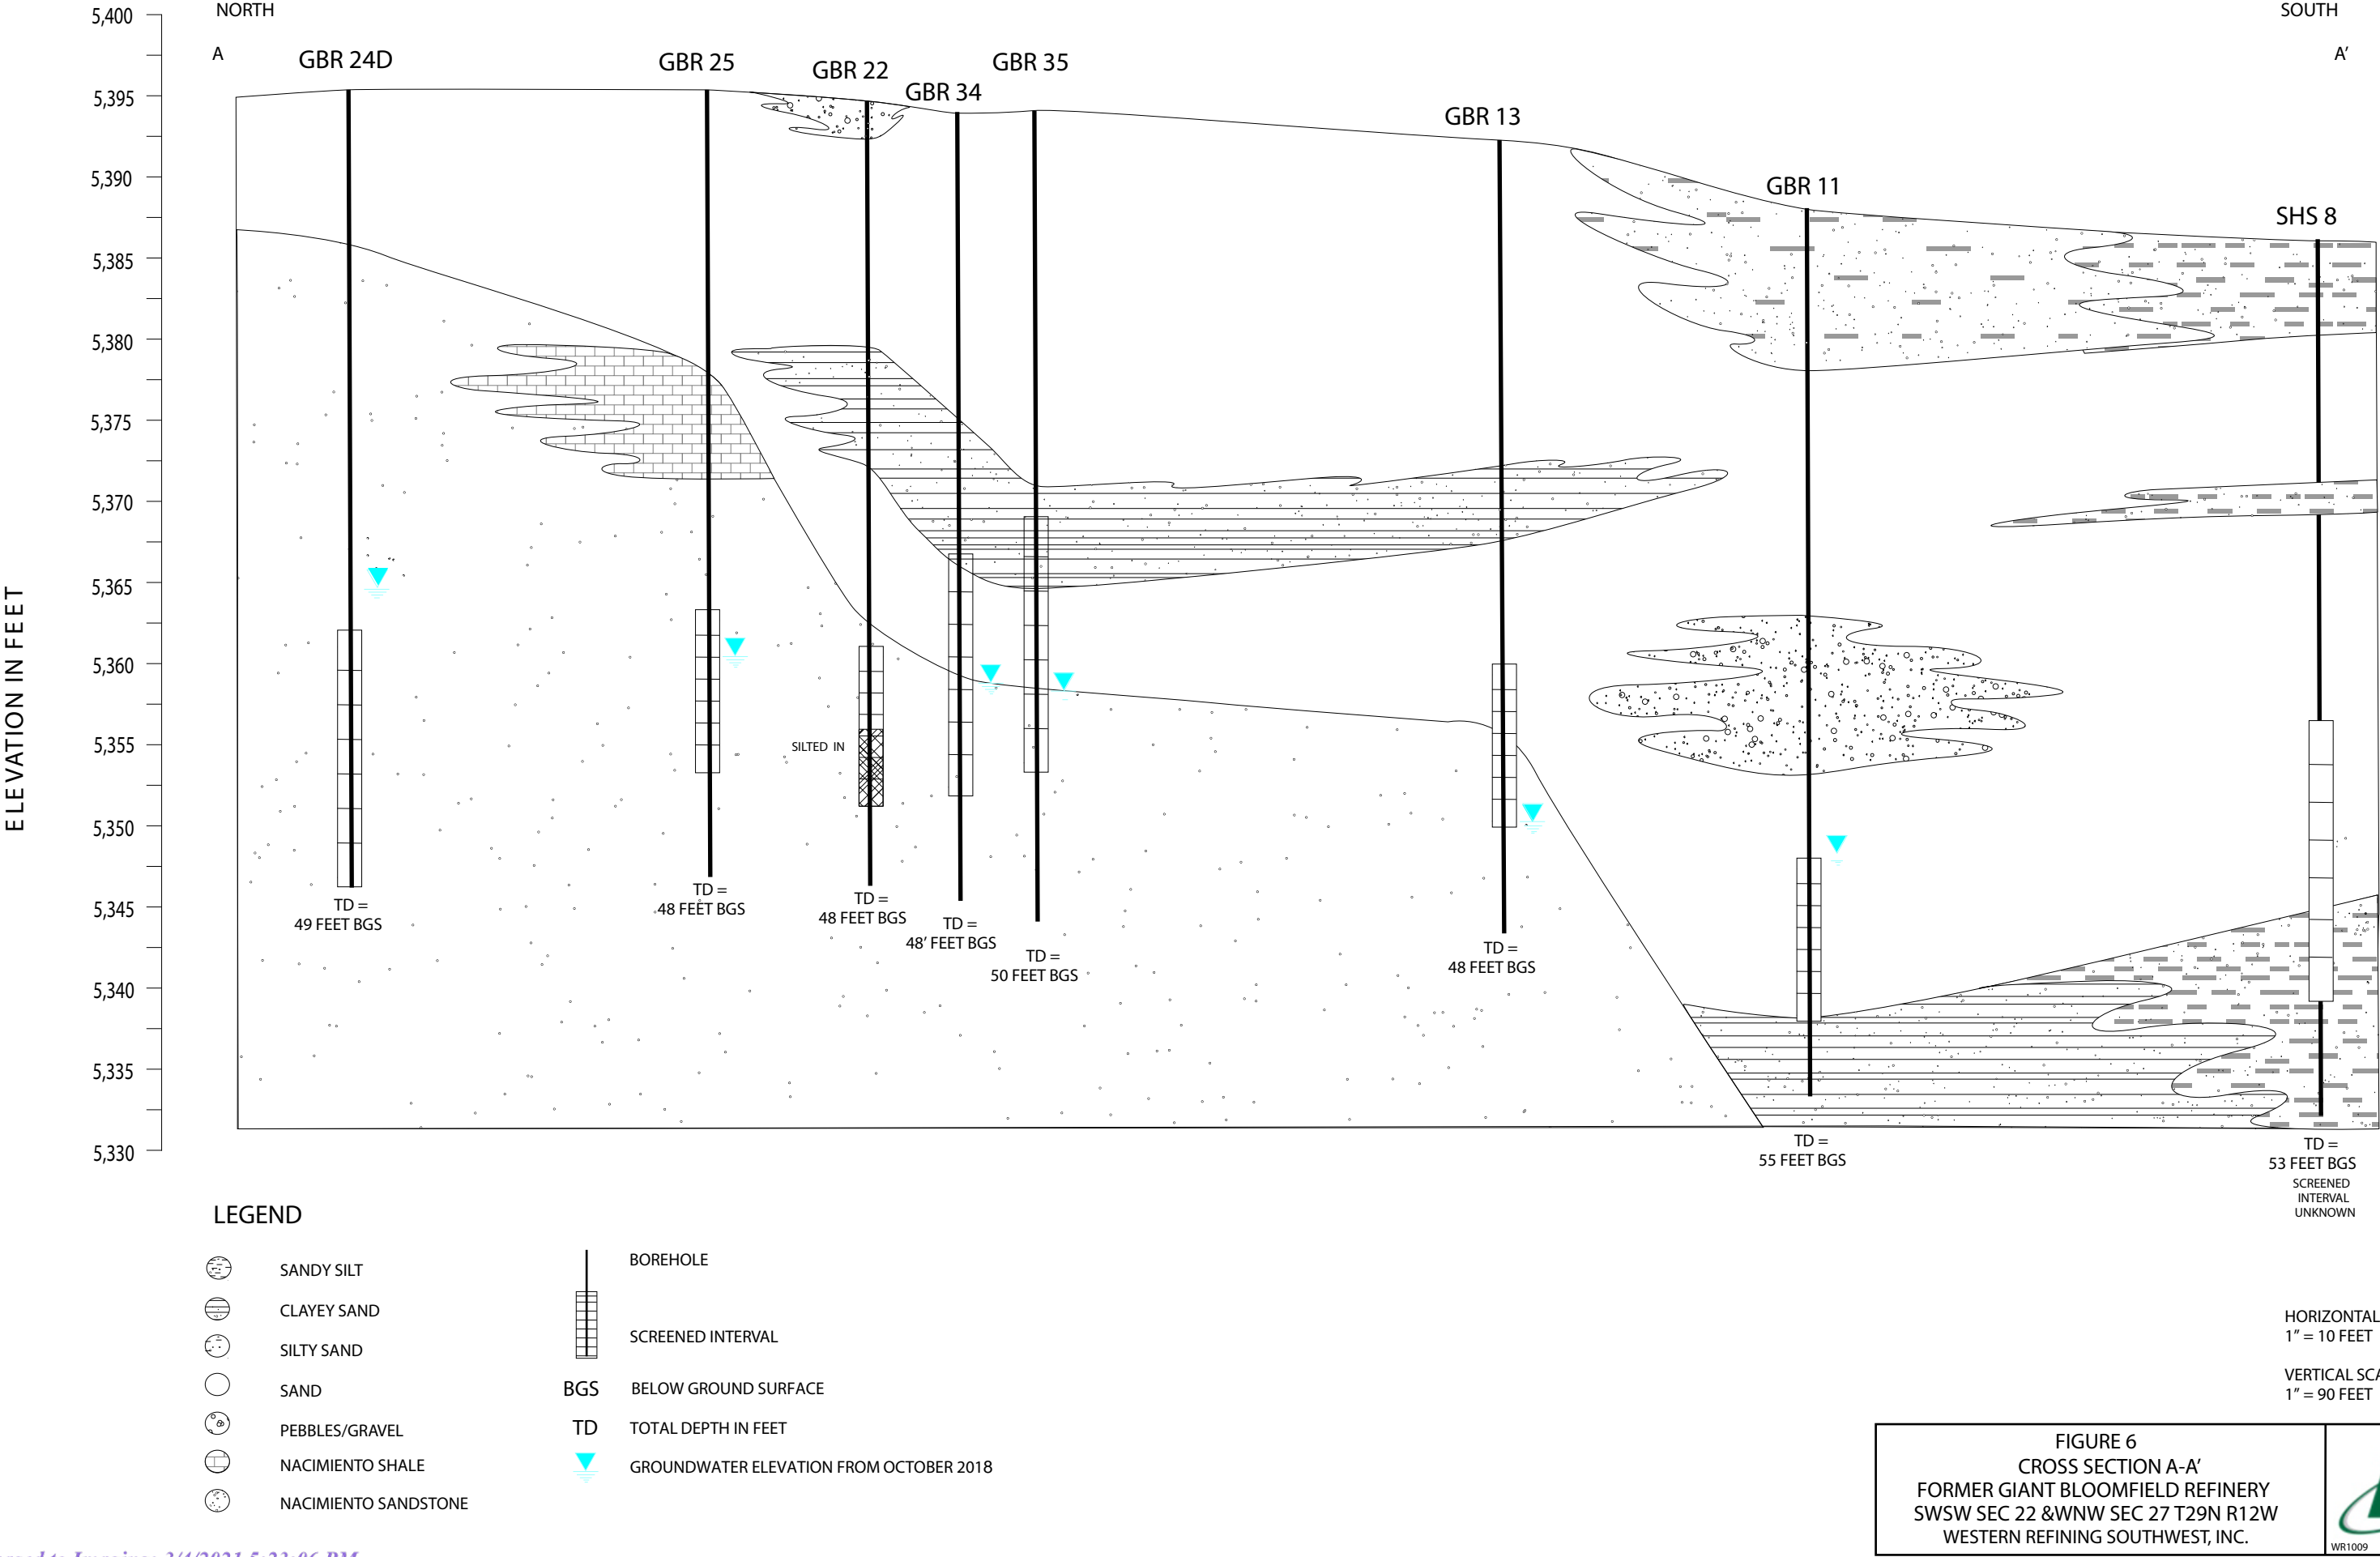 NORTH
SOUTH
A
A'
GBR 24D
GBR 25
GBR 22
GBR 34
GBR 35
GBR 13
GBR 11
SHS 8
ELEVATION IN FEET
5,400
5,395
5,390
5,385
5,380
5,375
5,370
5,365
5,360
5,355
5,350
5,345
5,340
5,335
5,330
SILTED IN
TD =
49 FEET BGS
TD =
48 FEET BGS
TD =
48 FEET BGS
TD =
48' FEET BGS
TD =
50 FEET BGS
TD =
48 FEET BGS
TD =
55 FEET BGS
TD =
53 FEET BGS
SCREENED
INTERVAL
UNKNOWN
LEGEND
SANDY SILT
CLAYEY SAND
SILTY SAND
SAND
PEBBLES/GRAVEL
NACIMIENTO SHALE
NACIMIENTO SANDSTONE
BOREHOLE
SCREENED INTERVAL
BGS BELOW GROUND SURFACE
TD TOTAL DEPTH IN FEET
GROUNDWATER ELEVATION FROM OCTOBER 2018
HORIZONTAL
1" = 10 FEET
VERTICAL SCA
1" = 90 FEET
FIGURE 6
CROSS SECTION A-A'
FORMER GIANT BLOOMFIELD REFINERY
SWSW SEC 22 &WNW SEC 27 T29N R12W
WESTERN REFINING SOUTHWEST, INC.
WR1009
3/4/2021